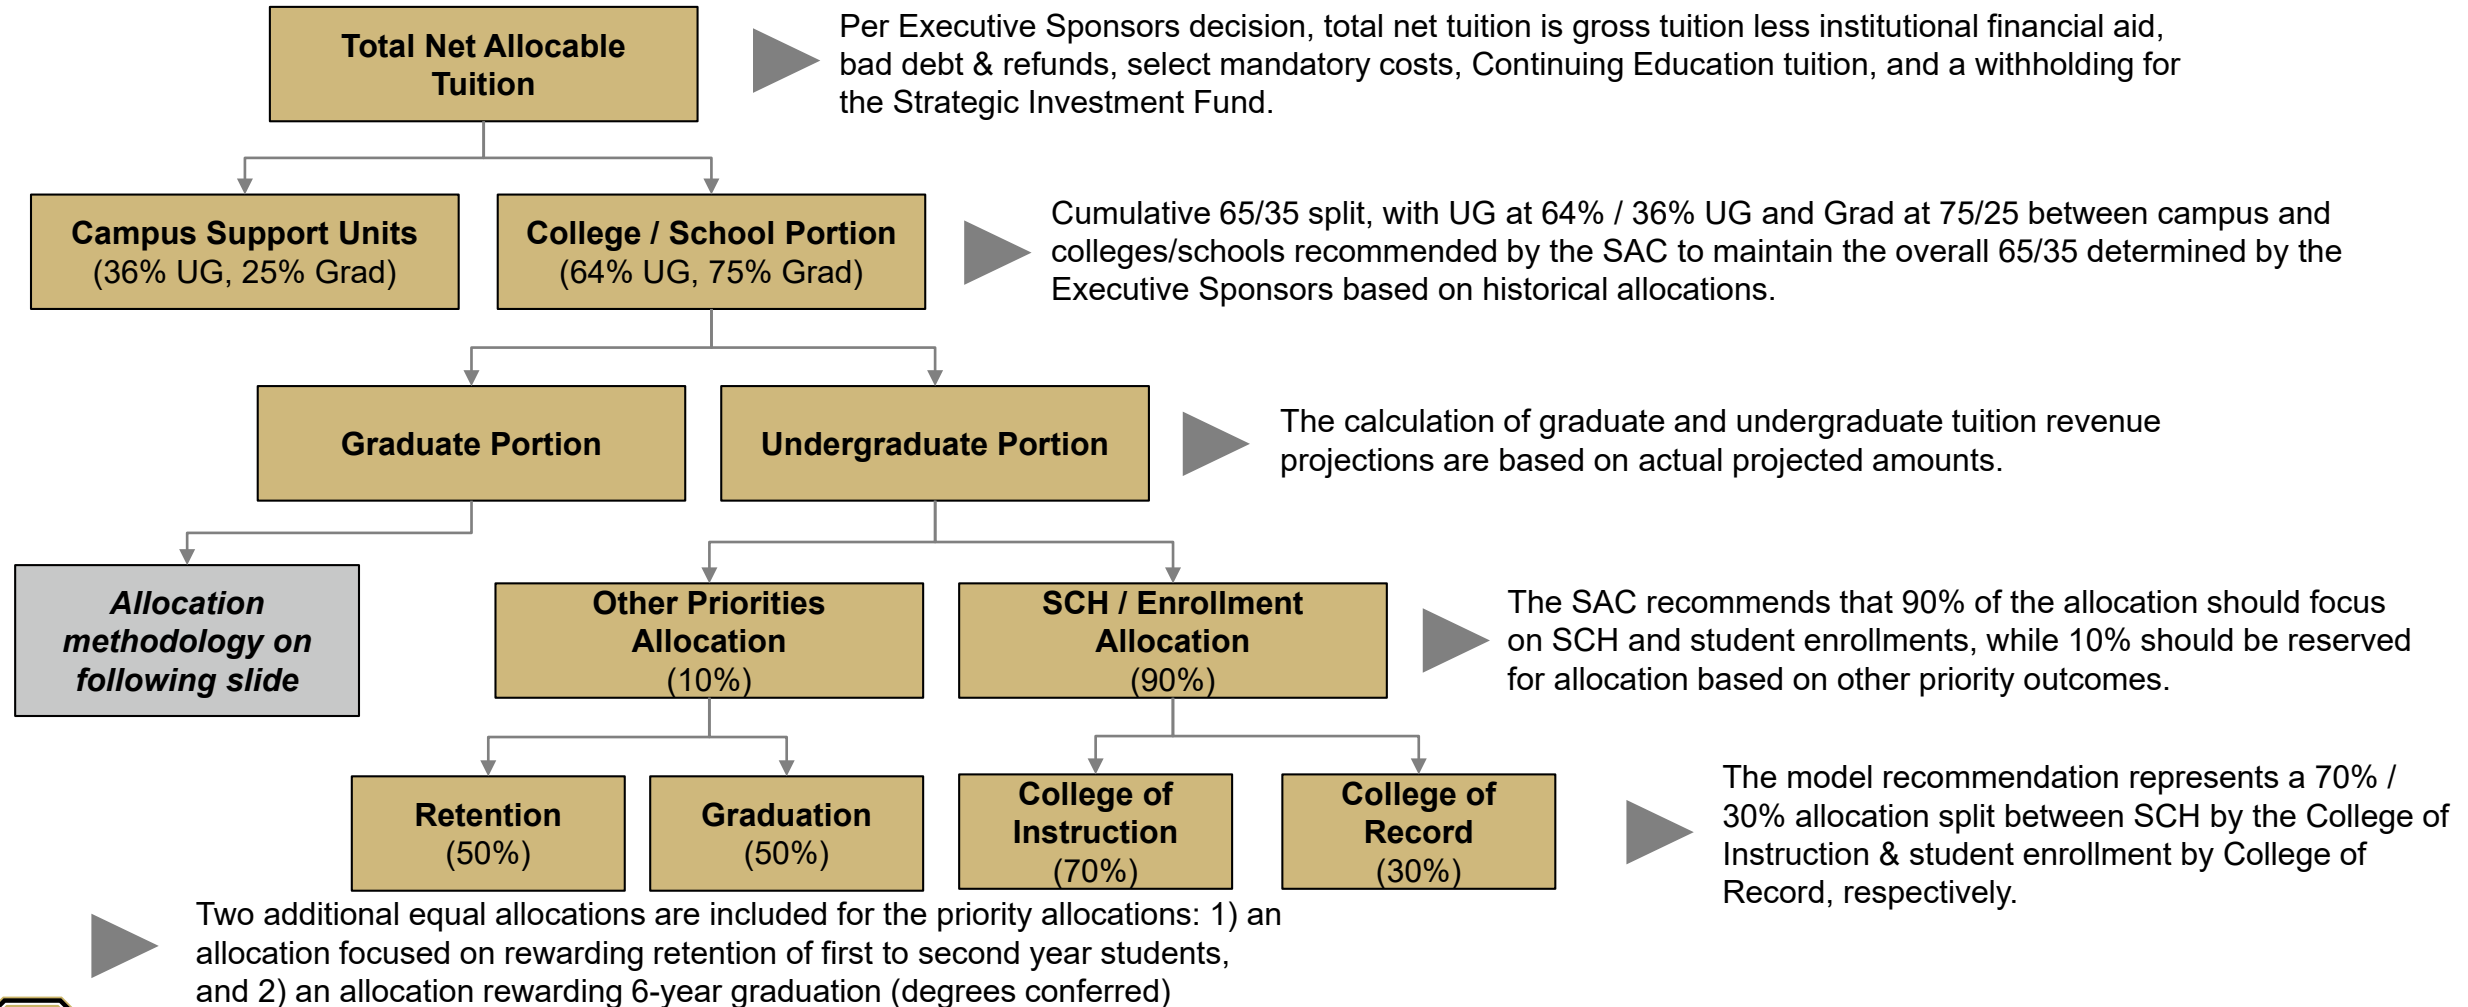 Total Net Allocable
Tuition
Per Executive Sponsors decision, total net tuition is gross tuition less institutional financial aid,
bad debt & refunds, select mandatory costs, Continuing Education tuition, and a withholding for
the Strategic Investment Fund.
Campus Support Units
(36% UG, 25% Grad)
College / School Portion
(64% UG, 75% Grad)
Cumulative 65/35 split, with UG at 64% / 36% UG and Grad at 75/25 between campus and
colleges/schools recommended by the SAC to maintain the overall 65/35 determined by the
Executive Sponsors based on historical allocations.
Graduate Portion
Undergraduate Portion
The calculation of graduate and undergraduate tuition revenue
projections are based on actual projected amounts.
Allocation
methodology on
following slide
Other Priorities
Allocation
(10%)
SCH / Enrollment
Allocation
(90%)
The SAC recommends that 90% of the allocation should focus
on SCH and student enrollments, while 10% should be reserved
for allocation based on other priority outcomes.
Retention
(50%)
Graduation
(50%)
College of
Instruction
(70%)
College of
Record
(30%)
The model recommendation represents a 70% /
30% allocation split between SCH by the College of
Instruction & student enrollment by College of
Record, respectively.
Two additional equal allocations are included for the priority allocations: 1) an
allocation focused on rewarding retention of first to second year students,
and 2) an allocation rewarding 6-year graduation (degrees conferred)